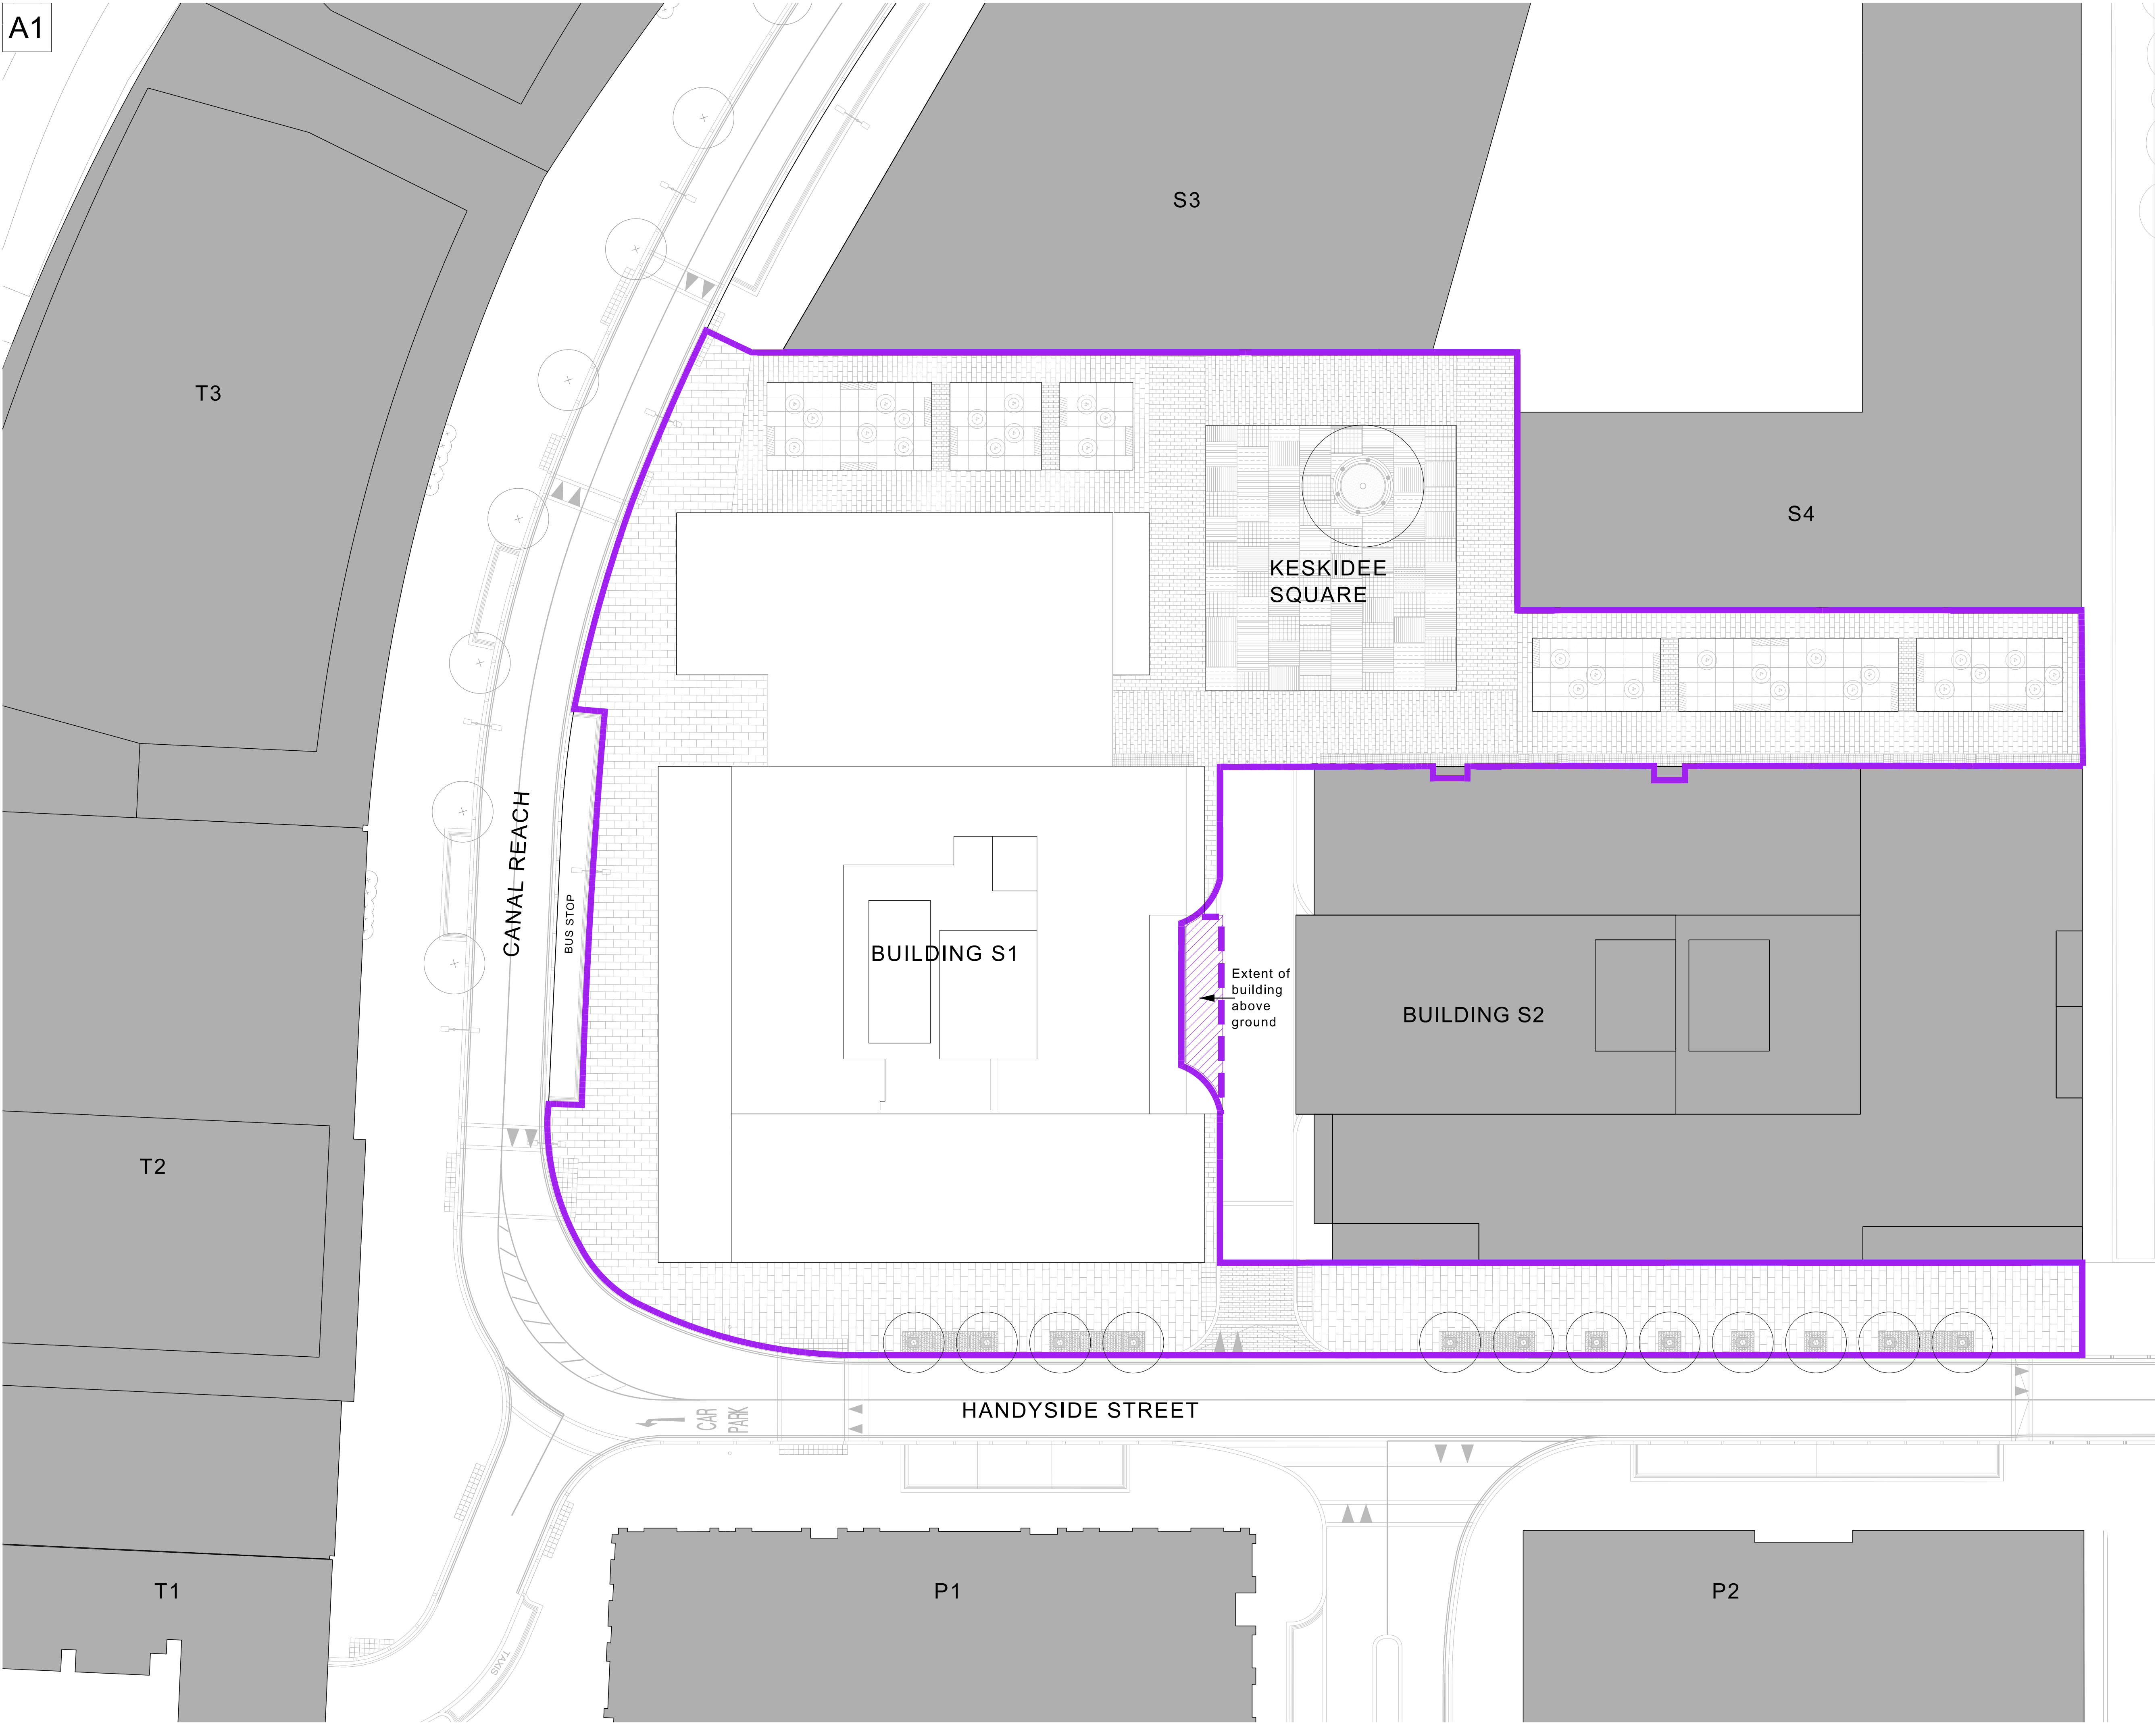 A1
S3
T3
S4
KESKIDEE
SQUARE
CANAL REACH
BUS STOP
BUILDING S1
Extent of
building
above
ground
BUILDING S2
T2
HANDYSIDE STREET
CAR
PARK
T1
P1
P2
TAXIS